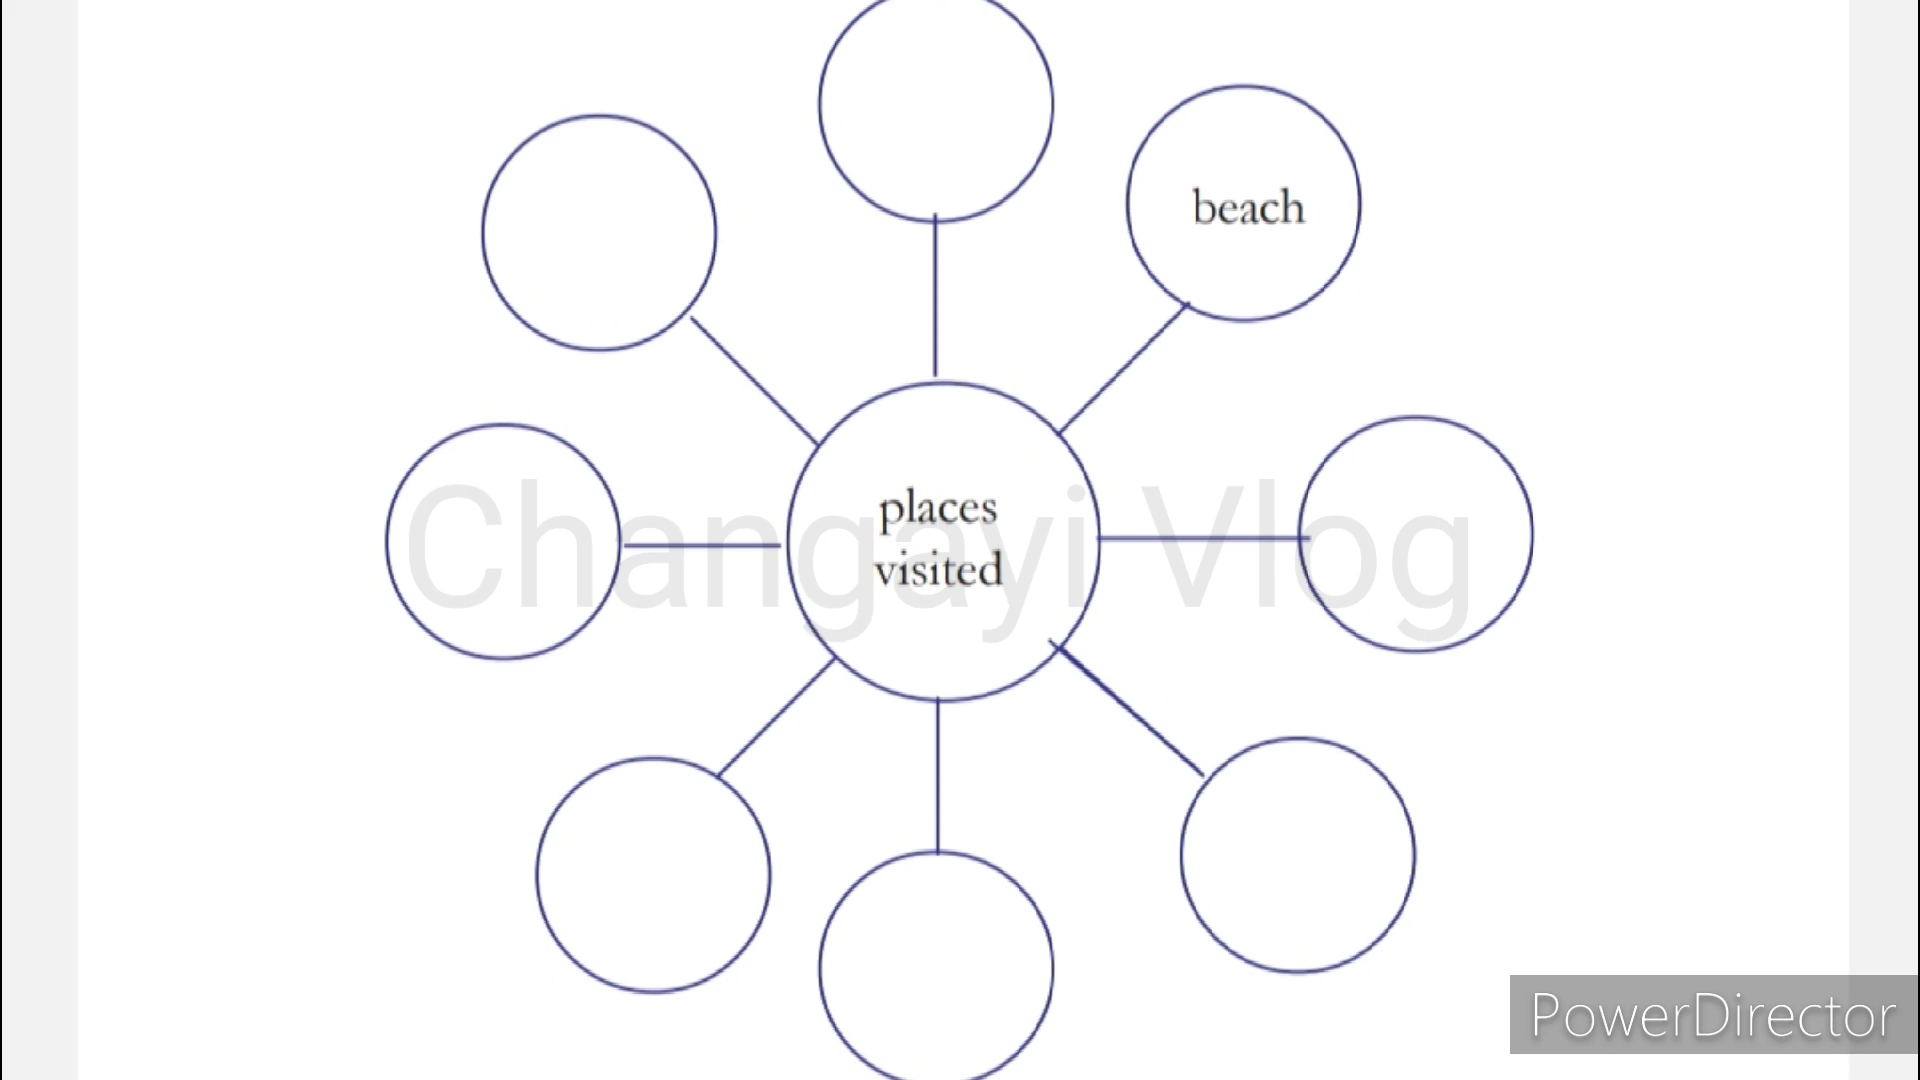 beach
places
visited
Changayi Vlog
PowerDirector